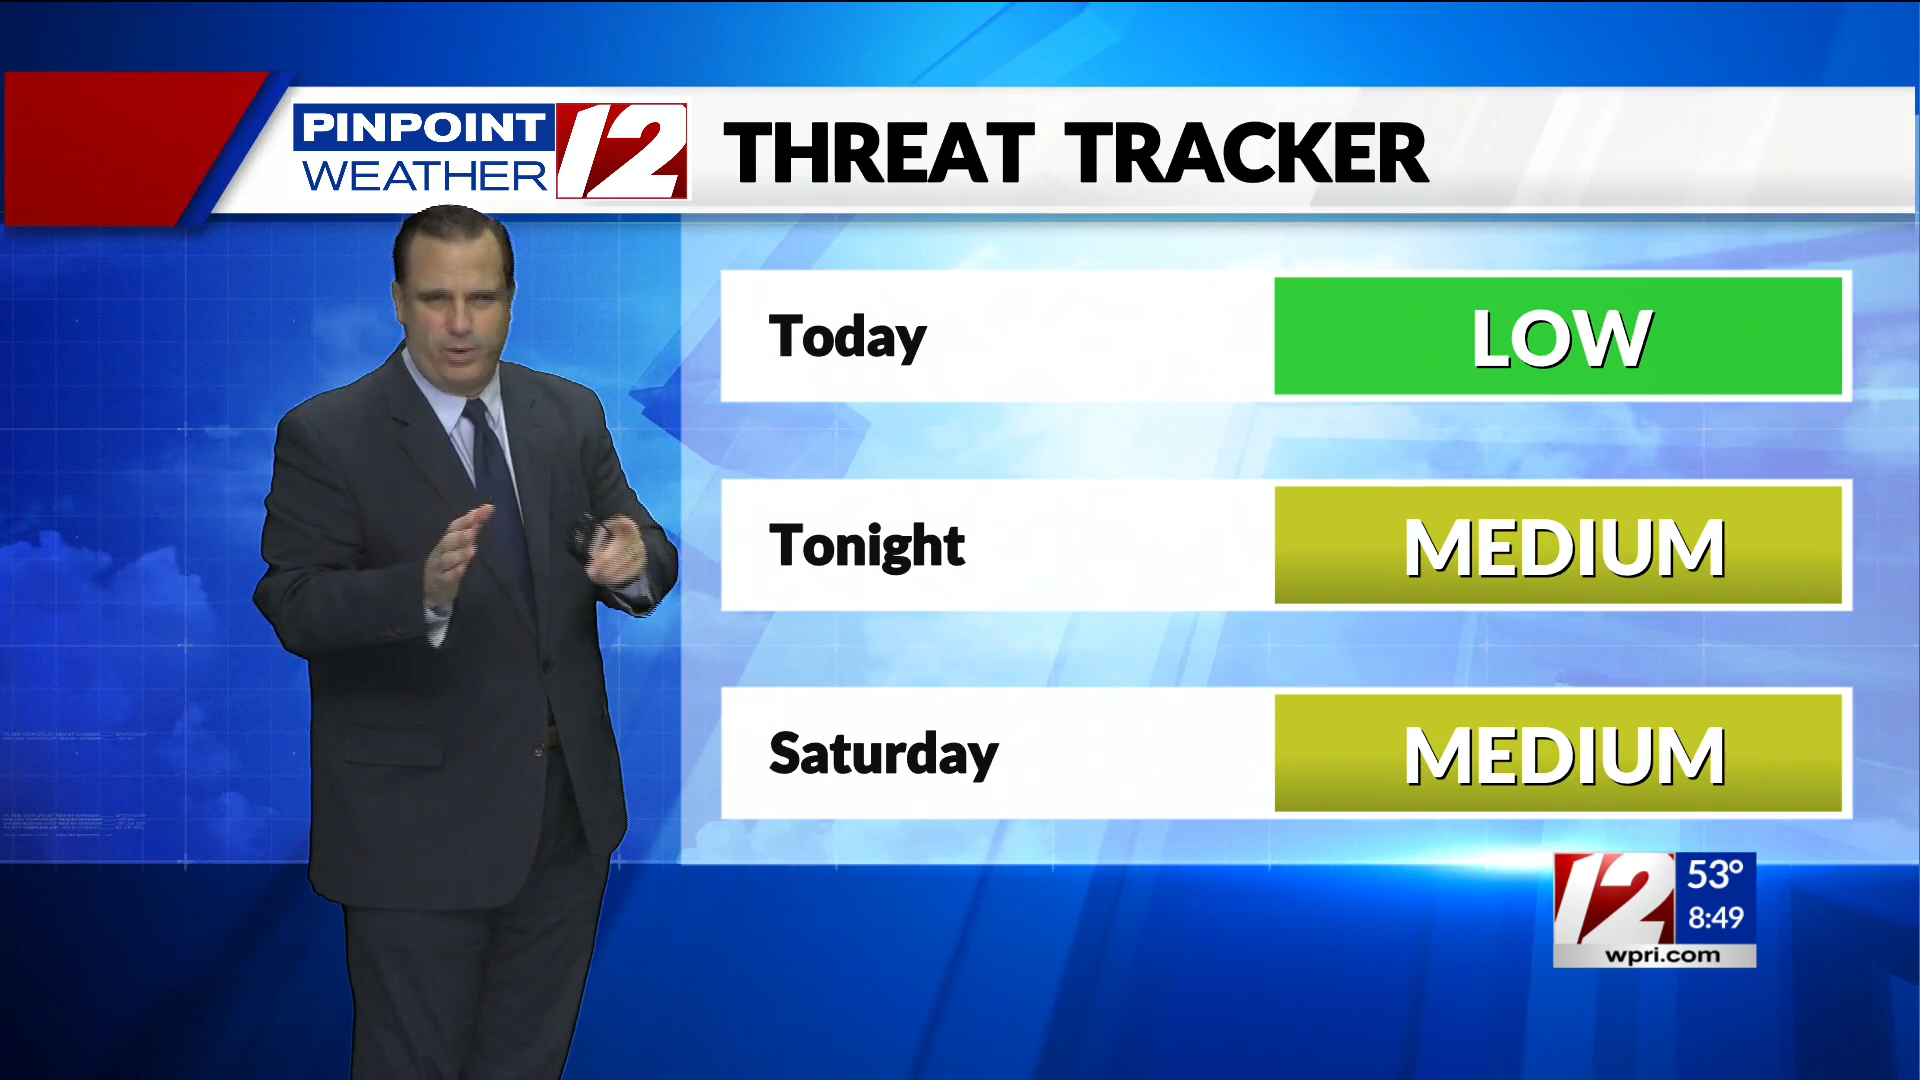 PINPOINT
WEATHER
12
THREAT TRACKER
Today
LOW
Tonight
MEDIUM
Saturday
MEDIUM
12
53°
8:49
wpri.com